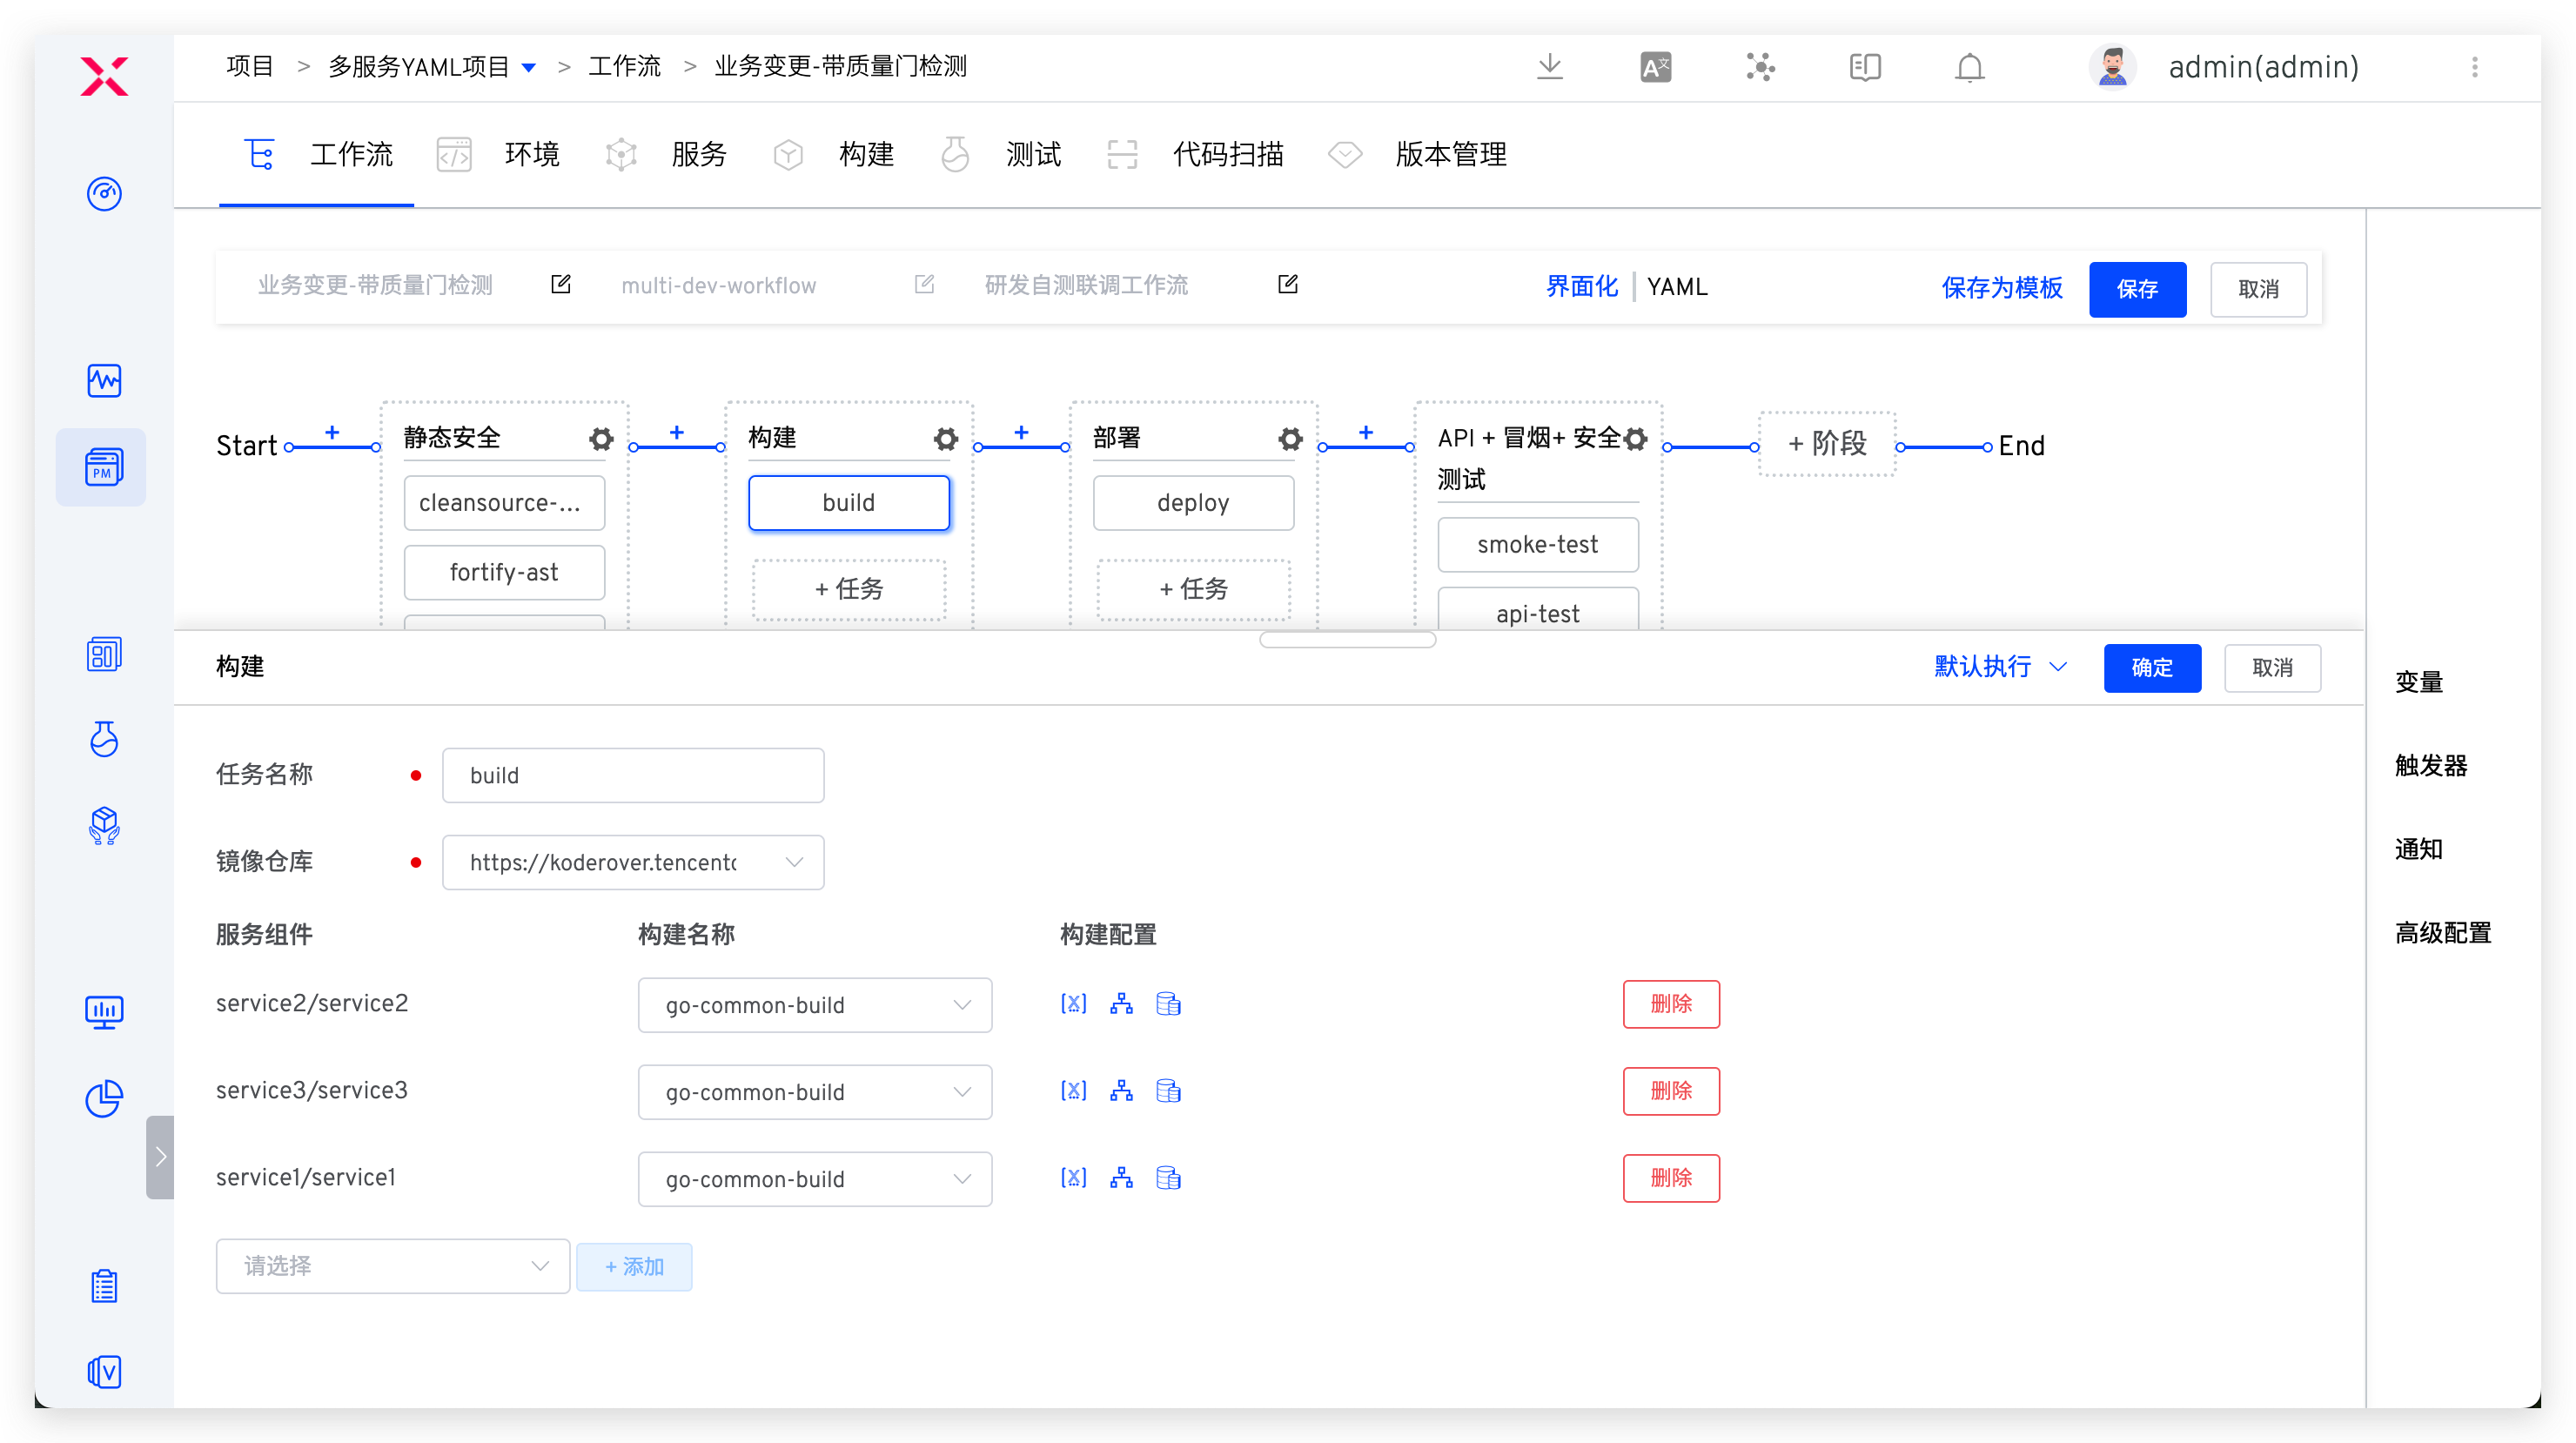 项目 > 多服务YAML项目 > 工作流 > 业务变更-带质量门检测
admin(admin)
工作流 环境 服务 构建 测试 代码扫描 版本管理
业务变更-带质量门检测 multi-dev-workflow 研发自测联调工作流 界面化 | YAML 保存为模板 保存 取消
Start + 静态安全 + 构建 + 部署 + API + 冒烟+ 安全 + 阶段 End
测试
cleansource-... build deploy
smoke-test
fortify-ast + 任务 + 任务
api-test
构建 默认执行 确定 取消
变量
任务名称 build
触发器
镜像仓库 https://koderover.tencentc
通知
服务组件 构建名称 构建配置
高级配置
service2/service2 go-common-build 删除
service3/service3 go-common-build 删除
service1/service1 go-common-build 删除
请选择 + 添加
PM
A文
V